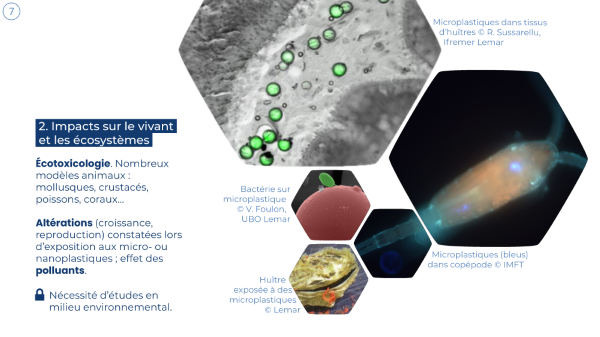 7
Microplastiques dans tissus
d'huîtres © R. Sussarellu,
Ifremer Lemar
2. Impacts sur le vivant
et les écosystèmes
Écotoxicologie. Nombreux
modèles animaux :
mollusques, crustacés,
poissons, coraux...
Altérations (croissance,
reproduction) constatées lors
d'exposition aux micro- ou
nanoplastiques ; effet des
polluants.
Nécessité d'études en
milieu environnemental.
Bactérie sur
microplastique
© V. Foulon,
UBO Lemar
Huître
exposée à des
microplastiques
© Lemar
Microplastiques (bleus)
dans copépode © IMFT